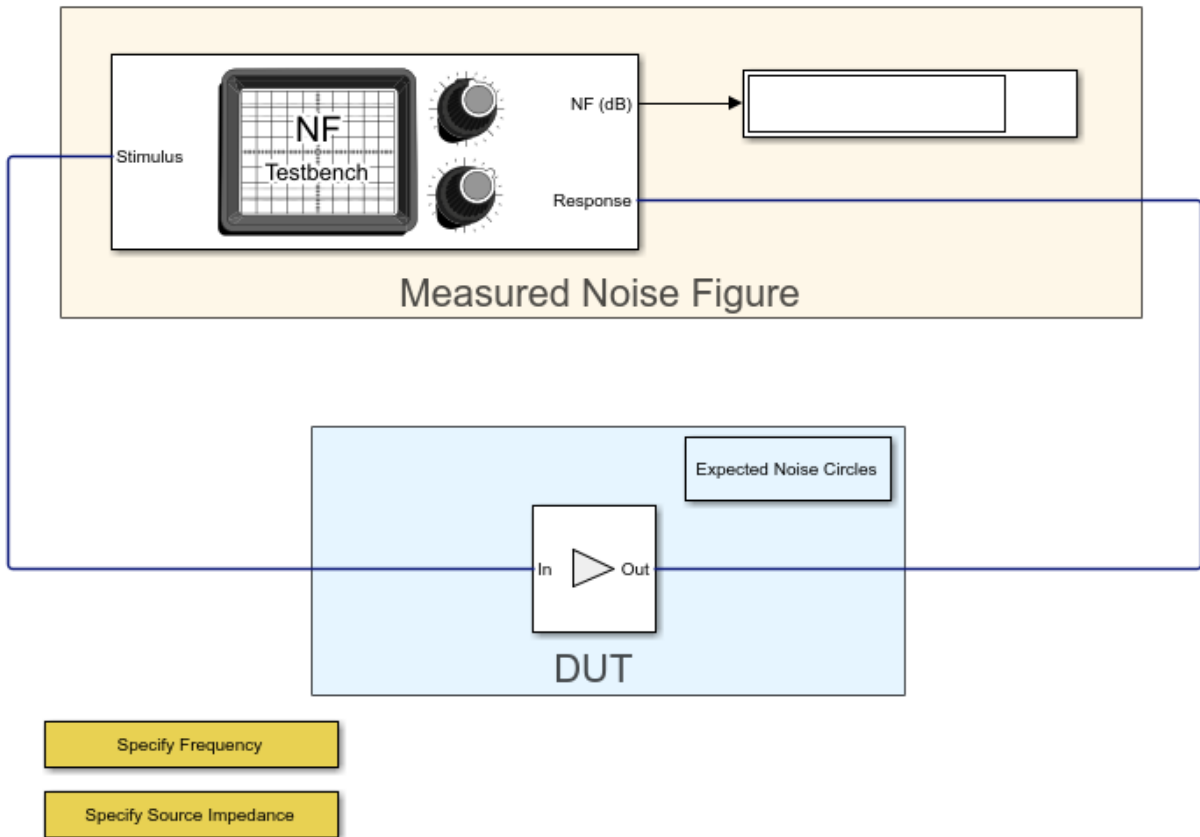 NF
Testbench
Stimulus
NF (dB)
Response
Measured Noise Figure
Expected Noise Circles
In
Out
DUT
Specify Frequency
Specify Source Impedance